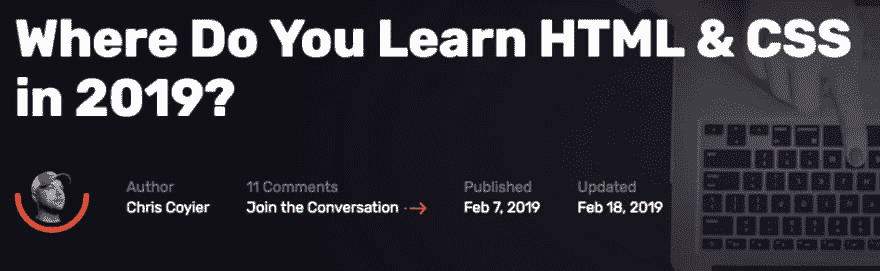 Where Do You Learn HTML & CSS
in 2019?
Author
Chris Coyier
11 Comments
Join the Conversation →
Published
Feb 7, 2019
Updated
Feb 18, 2019